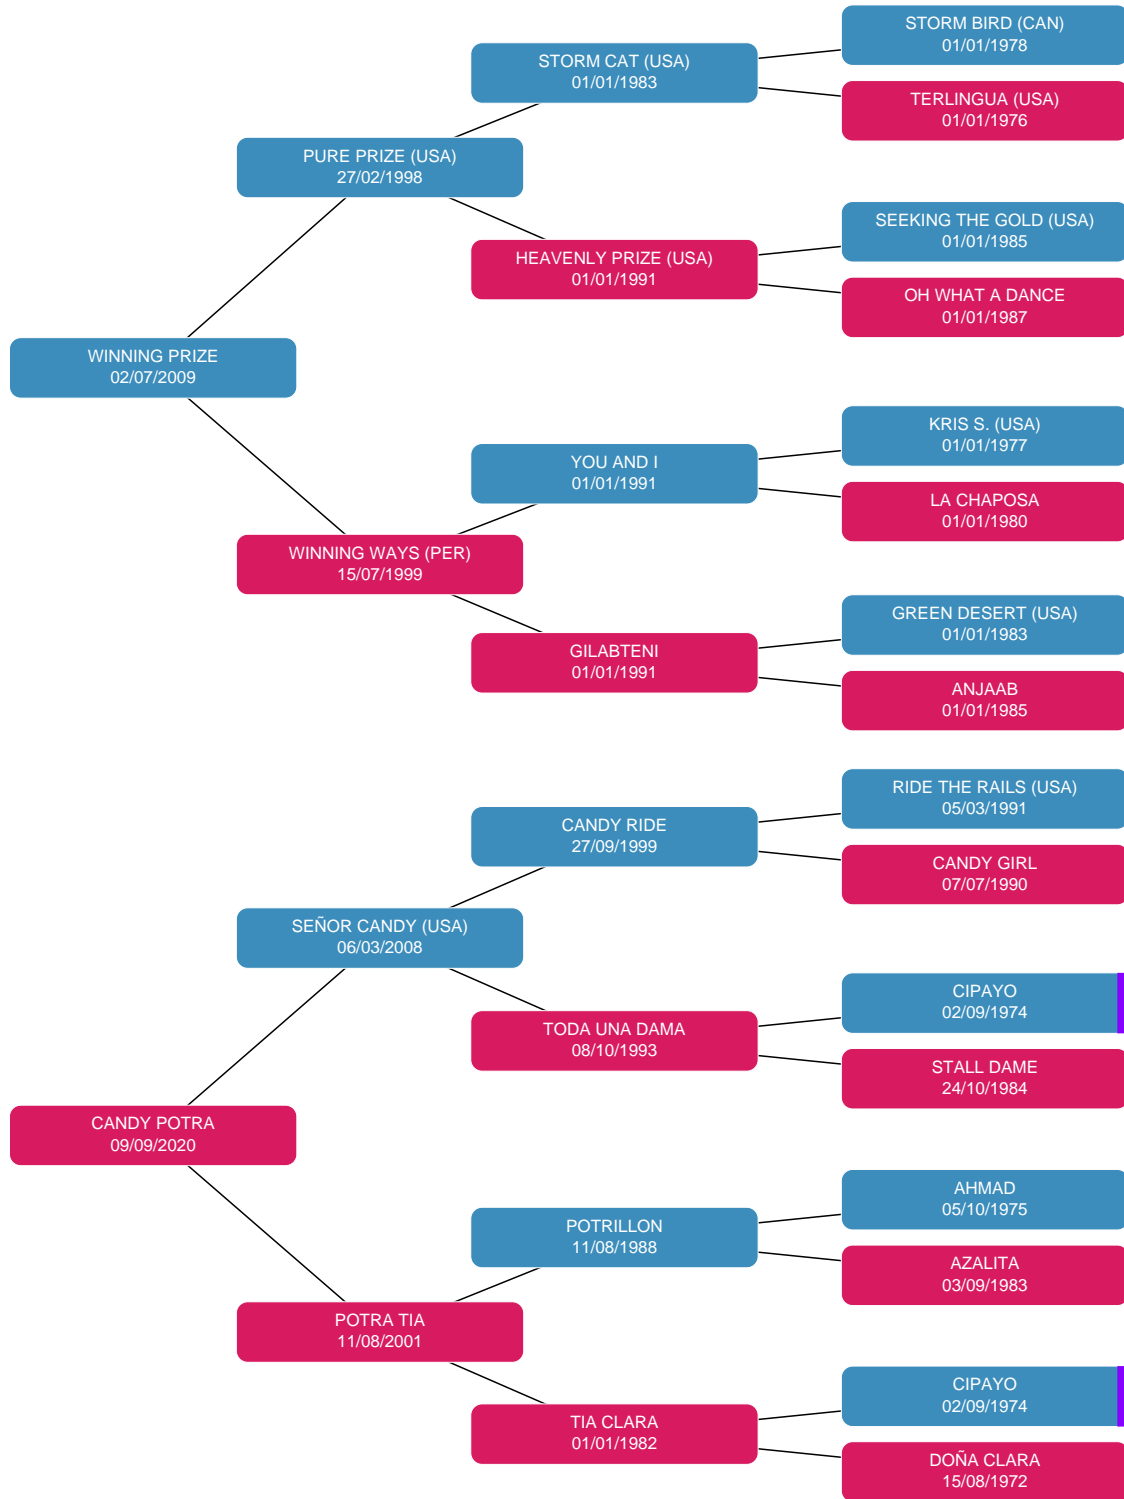 STORM BIRD (CAN)
01/01/1978
STORM CAT (USA)
01/01/1983
TERLINGUA (USA)
01/01/1976
PURE PRIZE (USA)
27/02/1998
SEEKING THE GOLD (USA)
01/01/1985
HEAVENLY PRIZE (USA)
01/01/1991
OH WHAT A DANCE
01/01/1987
WINNING PRIZE
02/07/2009
KRIS S. (USA)
01/01/1977
YOU AND I
01/01/1991
LA CHAPOSA
01/01/1980
WINNING WAYS (PER)
15/07/1999
GREEN DESERT (USA)
01/01/1983
GILABTENI
01/01/1991
ANJAAB
01/01/1985
RIDE THE RAILS (USA)
05/03/1991
CANDY RIDE
27/09/1999
CANDY GIRL
07/07/1990
SEÑOR CANDY (USA)
06/03/2008
CIPAYO
02/09/1974
TODA UNA DAMA
08/10/1993
STALL DAME
24/10/1984
CANDY POTRA
09/09/2020
AHMAD
05/10/1975
POTRILLON
11/08/1988
AZALITA
03/09/1983
POTRA TIA
11/08/2001
CIPAYO
02/09/1974
TIA CLARA
01/01/1982
DOÑA CLARA
15/08/1972